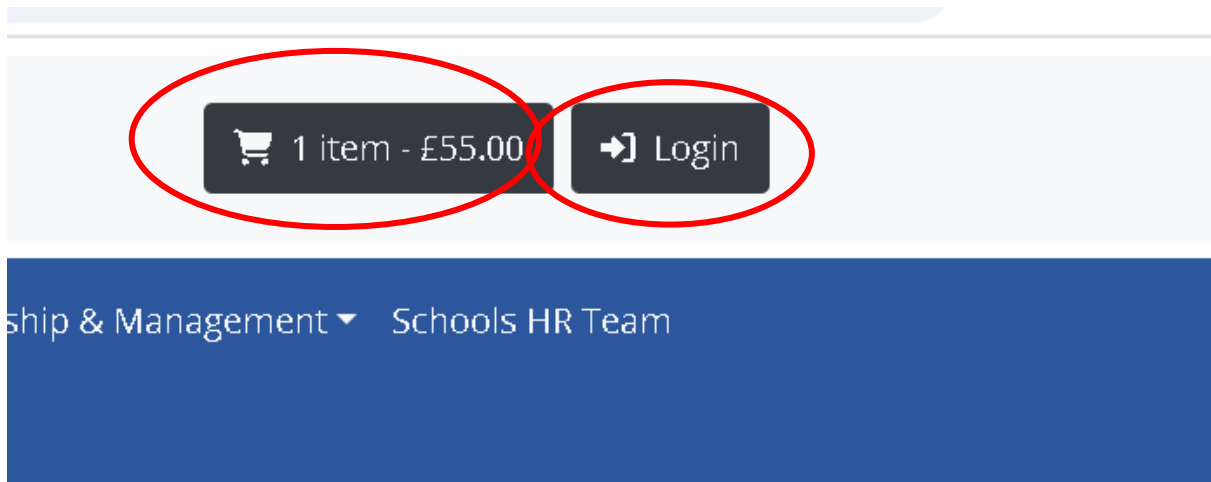 1 item - £55.00 Login
ship & Management Schools HR Team